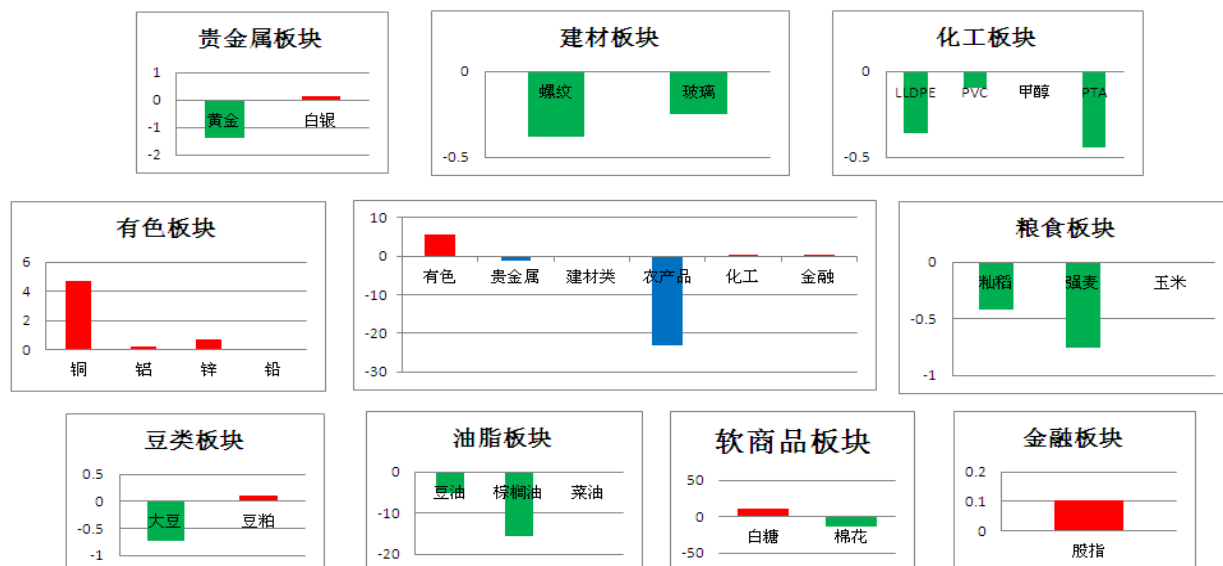 贵金属板块
1
0
-1
-2
黄金 白银
建材板块
0
-0.5
螺纹 玻璃
化工板块
0
-0.5
LLDPE PVC 甲醇 PTA
有色板块
6
4
2
0
铜 铝 锌 铅
10
0
-10
-20
-30
有色 贵金属 建材类 农产品 化工 金融
粮食板块
0
-0.5
-1
籼稻 强麦 玉米
豆类板块
0.5
0
-0.5
-1
大豆 豆粕
油脂板块
0
-10
-20
豆油 棕榈油 菜油
软商品板块
50
0
-50
白糖 棉花
金融板块
0.2
0.1
0
股指